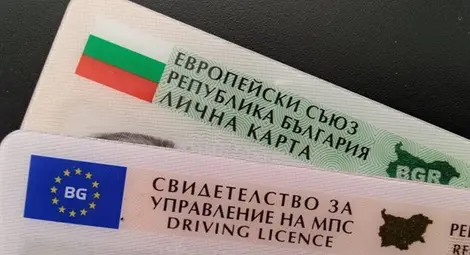 ЕВРОПЕЙСКИ СЪЮЗ
РЕПУБЛИКА БЪЛГАРИЯ
ЛИЧНА КАРТА
BGR
BG
СВИДЕТЕЛСТВО ЗА
УПРАВЛЕНИЕ НА МПС
DRIVING LICENCE